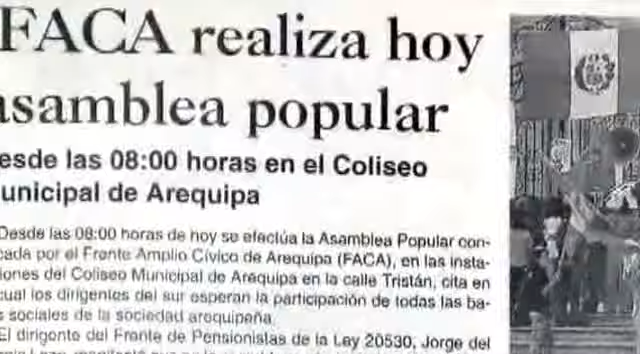 FACA realiza hoy
asamblea popular
esde las 08:00 horas en el Coliseo
unicipal de Arequipa
Desde las 08:00 horas de hoy se efectúa la Asamblea Popular con-
cada por el Frente Amplio Cívico de Arequipa (FACA), en las insta-
iones del Coliseo Municipal de Arequipa en la calle Tristán, cita en
cual los dirigentes del sur esperan la participación de todas las ba-
s sociales de la sociedad arequipeña
El dirigente del Frente de Pensionistas de la Ley 20530, Jorge del